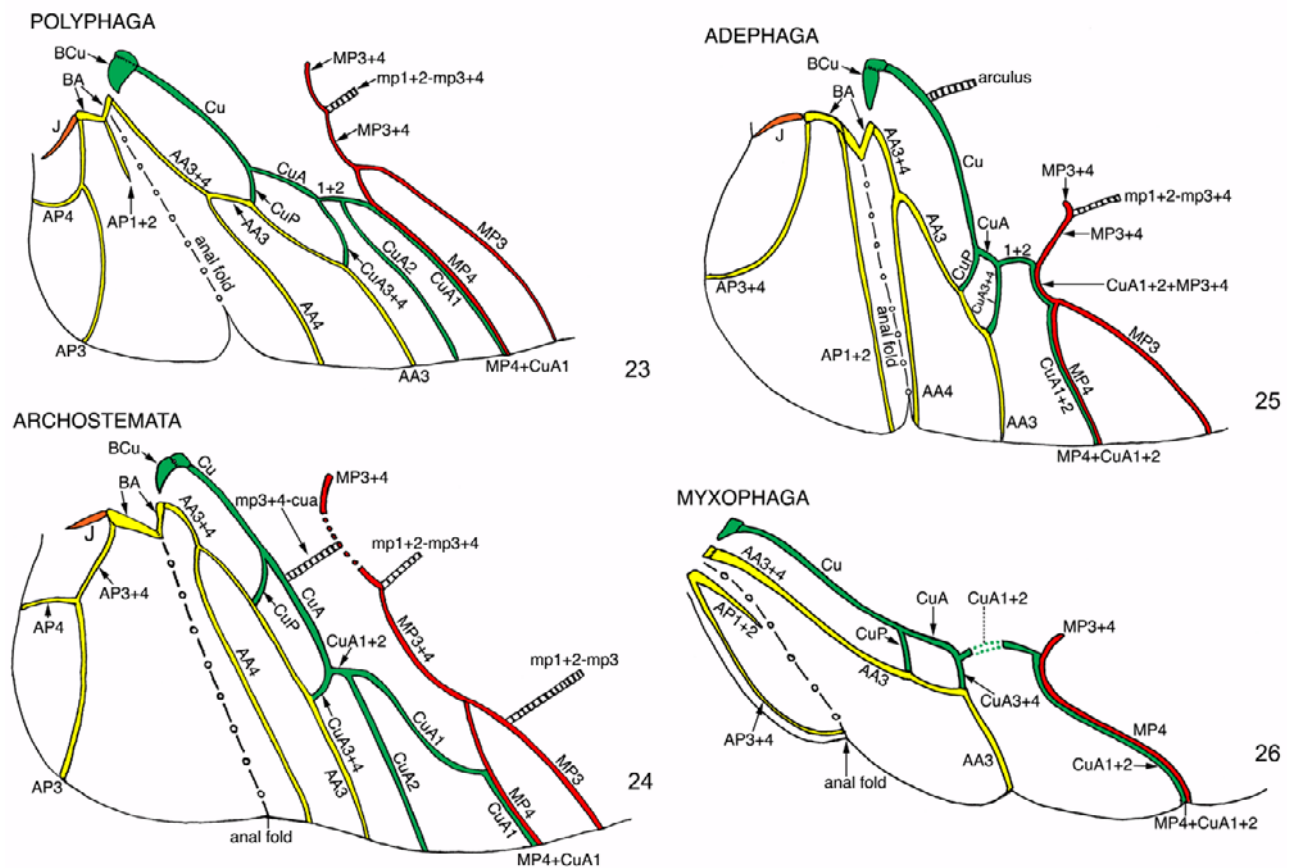 POLYPHAGA
BCu
BA
J
Cu
MP3+4
mp1+2-mp3+4
MP3+4
AA3+4
CuA
1+2
CuP
AP4
AP1+2
AA3
MP3
anal fold
CuA2
MP4
CuA1
CuA3+4
AA4
AP3
AA3
MP4+CuA1
23
ADEPHAGA
BCu
arculus
BA
J
Cu
AA3+4
MP3+4
mp1+2-mp3+4
CuA
MP3+4
AA3
1+2
CuP
CuA3+4
CuA1+2+MP3+4
AP3+4
anal fold
MP3
AP1+2
MP4
CuA1+2
AA4
AA3
MP4+CuA1+2
25
ARCHOSTEMATA
BCu
Cu
MP3+4
BA
mp3+4-cua
AA3+4
J
mp1+2-mp3+4
AP3+4
CuA
CuP
AP4
CuA1+2
MP3+4
mp1+2-mp3
AA4
CuA3+4
CuA1
AA3
CuA2
MP3
MP4
CuA1
AP3
anal fold
MP4+CuA1
24
MYXOPHAGA
AA3+4
Cu
CuA1+2
CuA
AP1+2
CuP
MP3+4
AA3
CuA3+4
AP3+4
MP4
AA3
CuA1+2
anal fold
MP4+CuA1+2
26